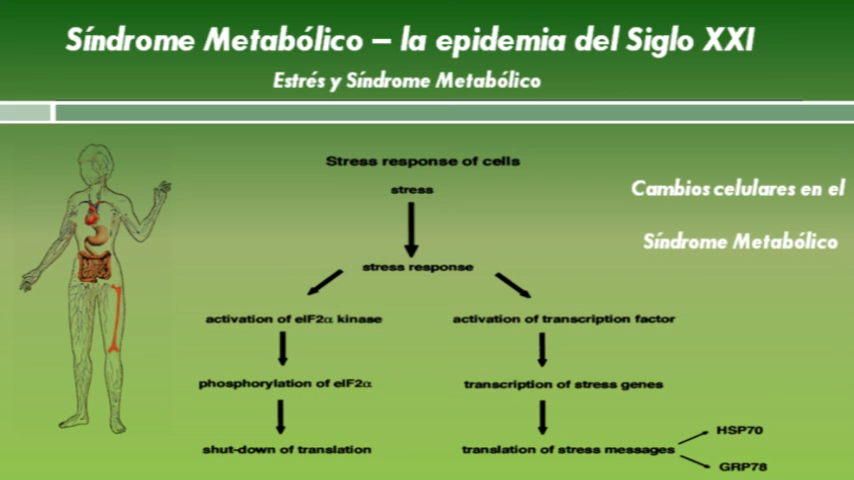 Síndrome Metabólico – la epidemia del Siglo XXI
Estrés y Síndrome Metabólico
Stress response of cells
stress
stress response
activation of eIF2α kinase
activation of transcription factor
phosphorylation of eIF2α
transcription of stress genes
shut-down of translation
translation of stress messages
HSP70
GRP78
Cambios celulares en el
Síndrome Metabólico